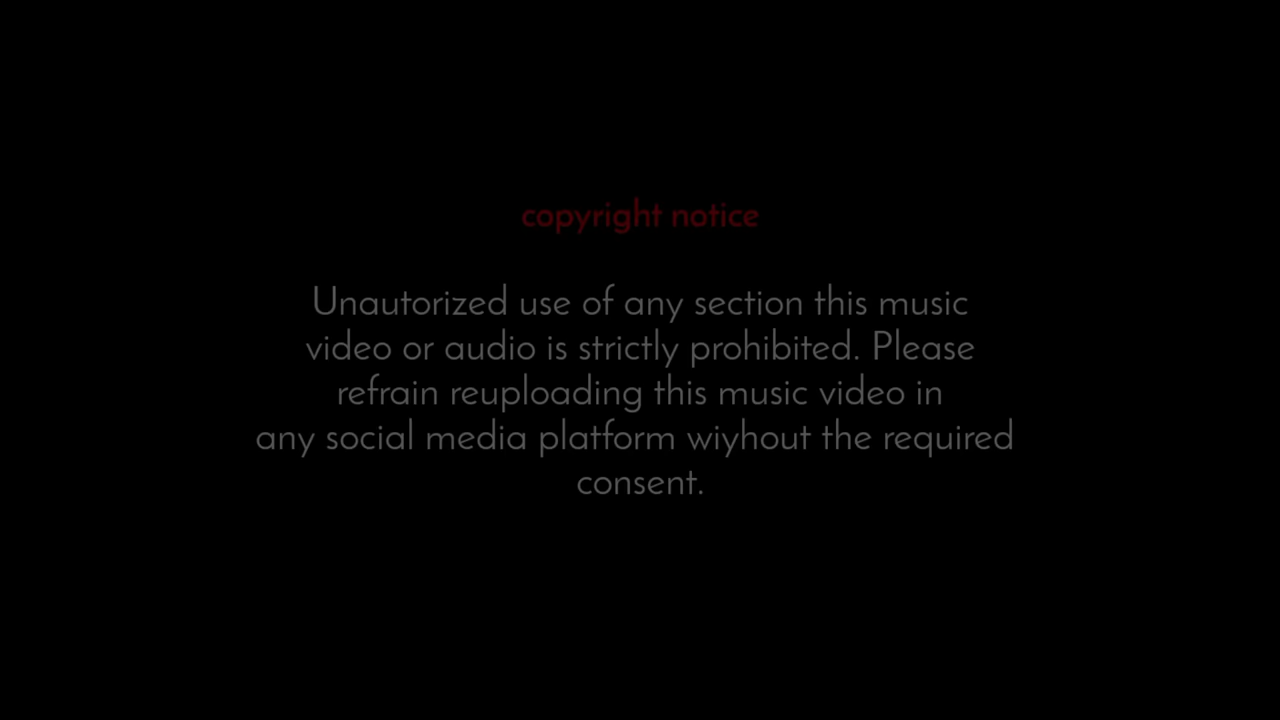 copyright notice
Unautorized use of any section this music
video or audio is strictly prohibited. Please
refrain reuploading this music video in
any social media platform wiyhout the required
consent.